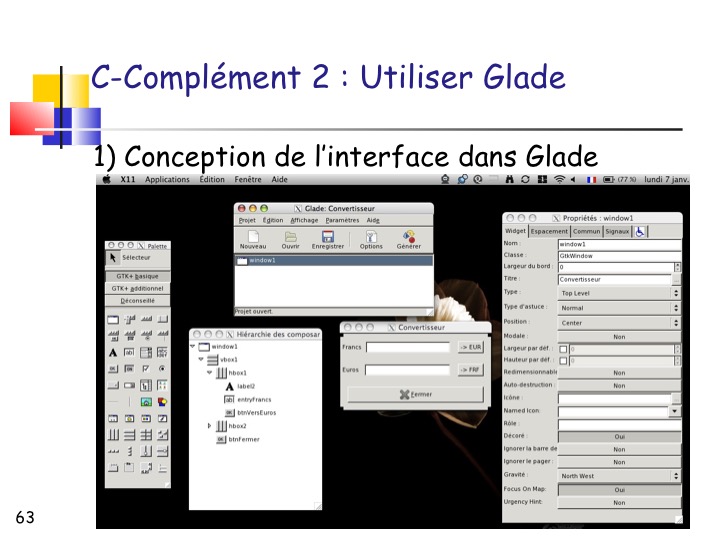 C-Complément 2 : Utiliser Glade
1) Conception de l'interface dans Glade
X11 Applications Édition Fenêtre Aide (77 %) lundi 7 janv.
Glade: Convertisseur
Projet Edition Affichage Paramètres Aide
Nouveau Ouvrir Enregistrer Options Générer
window1
Projet ouvert.
Palette
Sélecteur
GTK+ basique
GTK+ additionnel
Déconseillé
Hiérarchie des composar
window1
vbox1
hbox1
label2
entryFrancs
btnVersEuros
hbox2
btnFermer
Convertisseur
Francs -> EUR
Euros -> FRF
Fermer
Propriétés : window1
Widget Espacement Commun Signaux
Nom : window1
Classe : GtkWindow
Largeur du bord : 0
Titre : Convertisseur
Type : Top Level
Type d'astuce : Normal
Position : Center
Modale : Non
Largeur par déf. : 0
Hauteur par déf. : 0
Redimensionnable Non
Auto-destruction : Non
Icône :
Named Icon:
Rôle :
Décoré : Oui
Ignorer la barre de Non
Ignorer le pager : Non
Gravité : North West
Focus On Map: Oui
Urgency Hint: Non
63